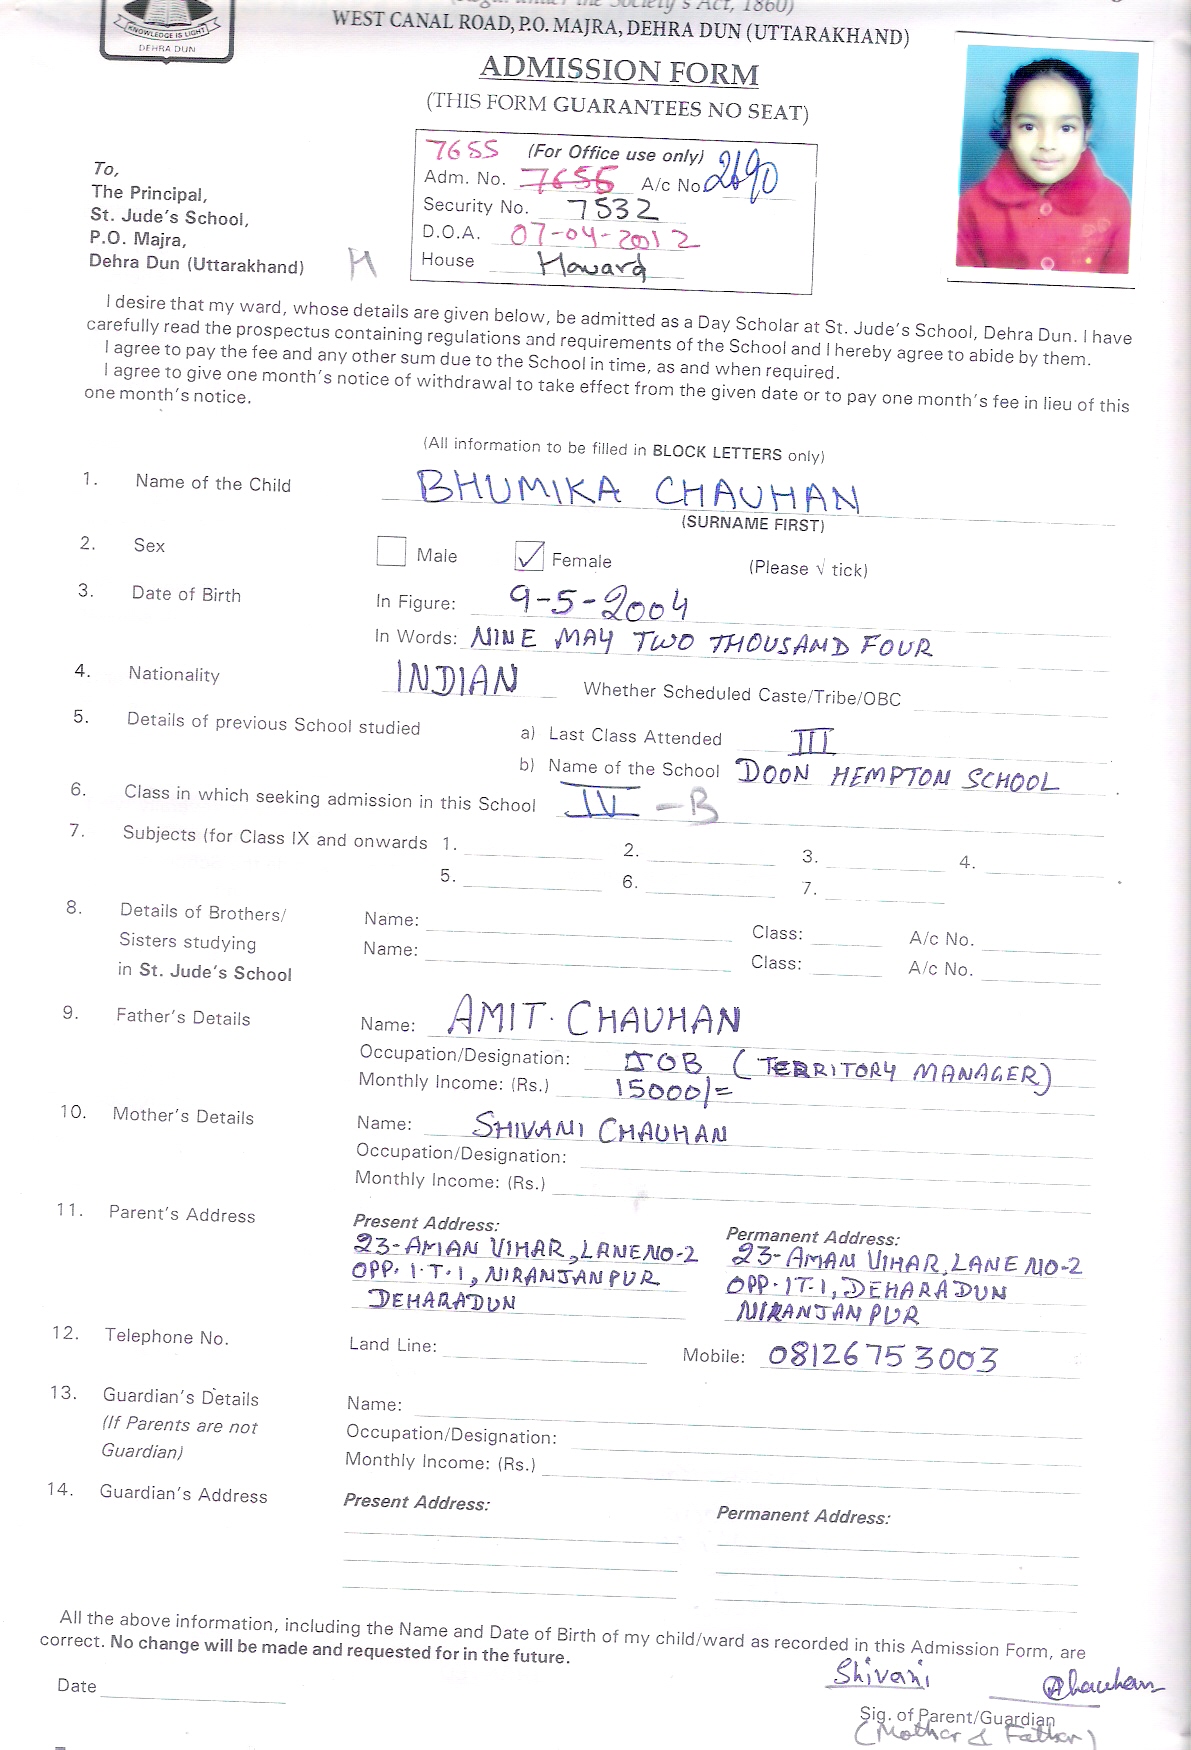 the Society's Act, 1860)
WEST CANAL ROAD, P.O. MAJRA, DEHRA DUN (UTTARAKHAND)
KNOWLEDGE IS LIGHT
DEHRA DUN
ADMISSION FORM
(THIS FORM GUARANTEES NO SEAT)
7655 (For Office use only)
Adm. No. 7656 A/c No 2690
Security No. 7532
D.O.A. 07-04-2012
House Howard
To,
The Principal,
St. Jude's School,
P.O. Majra,
Dehra Dun (Uttarakhand) H
I desire that my ward, whose details are given below, be admitted as a Day Scholar at St. Jude's School, Dehra Dun. I have
carefully read the prospectus containing regulations and requirements of the School and I hereby agree to abide by them.
I agree to pay the fee and any other sum due to the School in time, as and when required.
I agree to give one month's notice of withdrawal to take effect from the given date or to pay one month's fee in lieu of this
one month's notice.
(All information to be filled in BLOCK LETTERS only)
1. Name of the Child BHUMIKA CHAUHAN
(SURNAME FIRST)
2. Sex Male ✓ Female (Please √ tick)
3. Date of Birth In Figure: 9-5-2004
In Words: NINE MAY TWO THOUSAND FOUR
4. Nationality INDIAN Whether Scheduled Caste/Tribe/OBC
5. Details of previous School studied a) Last Class Attended III
b) Name of the School DOON HEMPTON SCHOOL
6. Class in which seeking admission in this School IV - B
7. Subjects (for Class IX and onwards 1. 2. 3. 4.
5. 6. 7.
8. Details of Brothers/ Name: Class: A/c No.
Sisters studying Name: Class: A/c No.
in St. Jude's School
9. Father's Details Name: AMIT. CHAUHAN
Occupation/Designation: JOB (TERRITORY MANAGER)
Monthly Income: (Rs.) 15000/=
10. Mother's Details Name: SHIVANI CHAUHAN
Occupation/Designation:
Monthly Income: (Rs.)
11. Parent's Address Present Address: Permanent Address:
23-AMAN VIHAR, LANE NO-2 23-AMAN VIHAR, LANE NO-2
OPP. I.T.I, NIRANJANPUR OPP. IT.I, DEHARADUN
DEHARADUN NIRANJANPUR
12. Telephone No. Land Line: Mobile: 08126753003
13. Guardian's Details Name:
(If Parents are not Occupation/Designation:
Guardian) Monthly Income: (Rs.)
14. Guardian's Address Present Address: Permanent Address:
All the above information, including the Name and Date of Birth of my child/ward as recorded in this Admission Form, are
correct. No change will be made and requested for in the future.
Shivani AChauhan
Date
Sig. of Parent/Guardian
(Mother & Father)